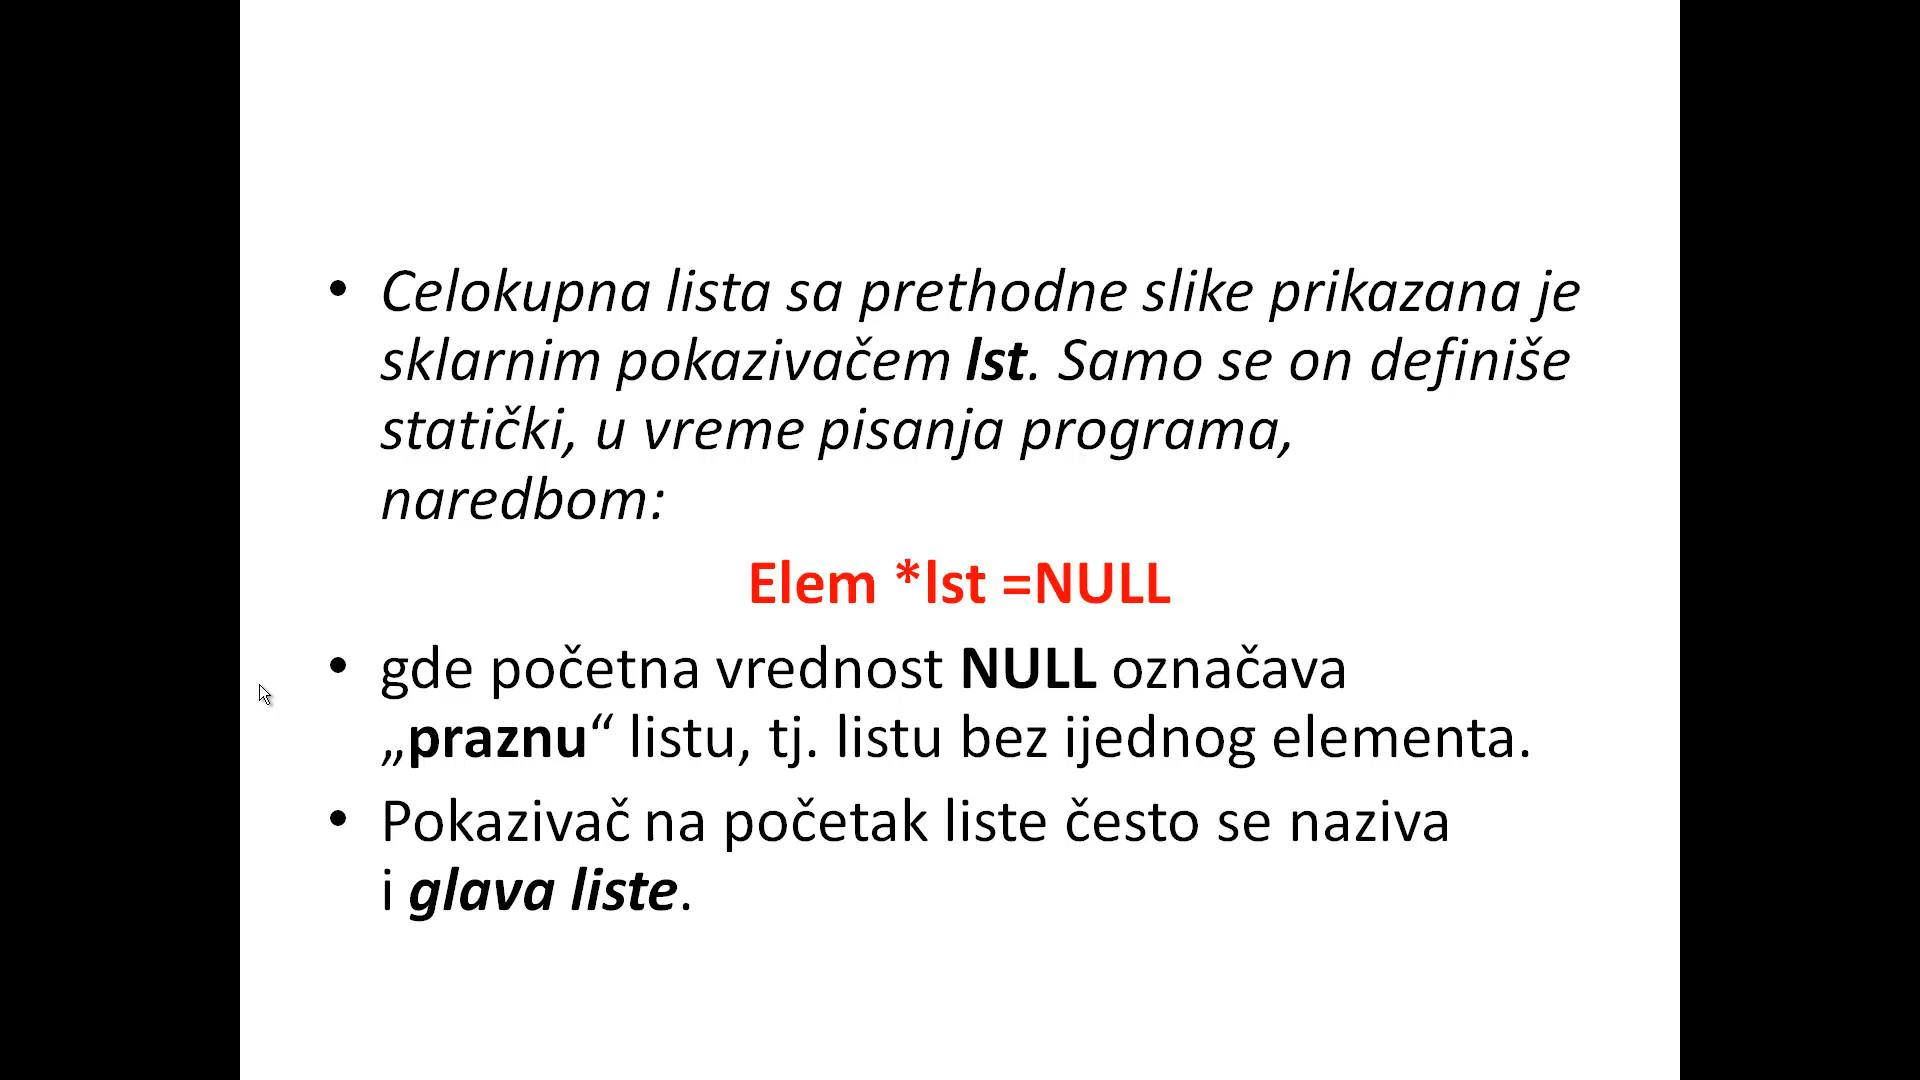 • Celokupna lista sa prethodne slike prikazana je
sklarnim pokazivačem lst. Samo se on definiše
statički, u vreme pisanja programa,
naredbom:
Elem *lst =NULL
• gde početna vrednost NULL označava
„praznu“ listu, tj. listu bez ijednog elementa.
• Pokazivač na početak liste često se naziva
i glava liste.